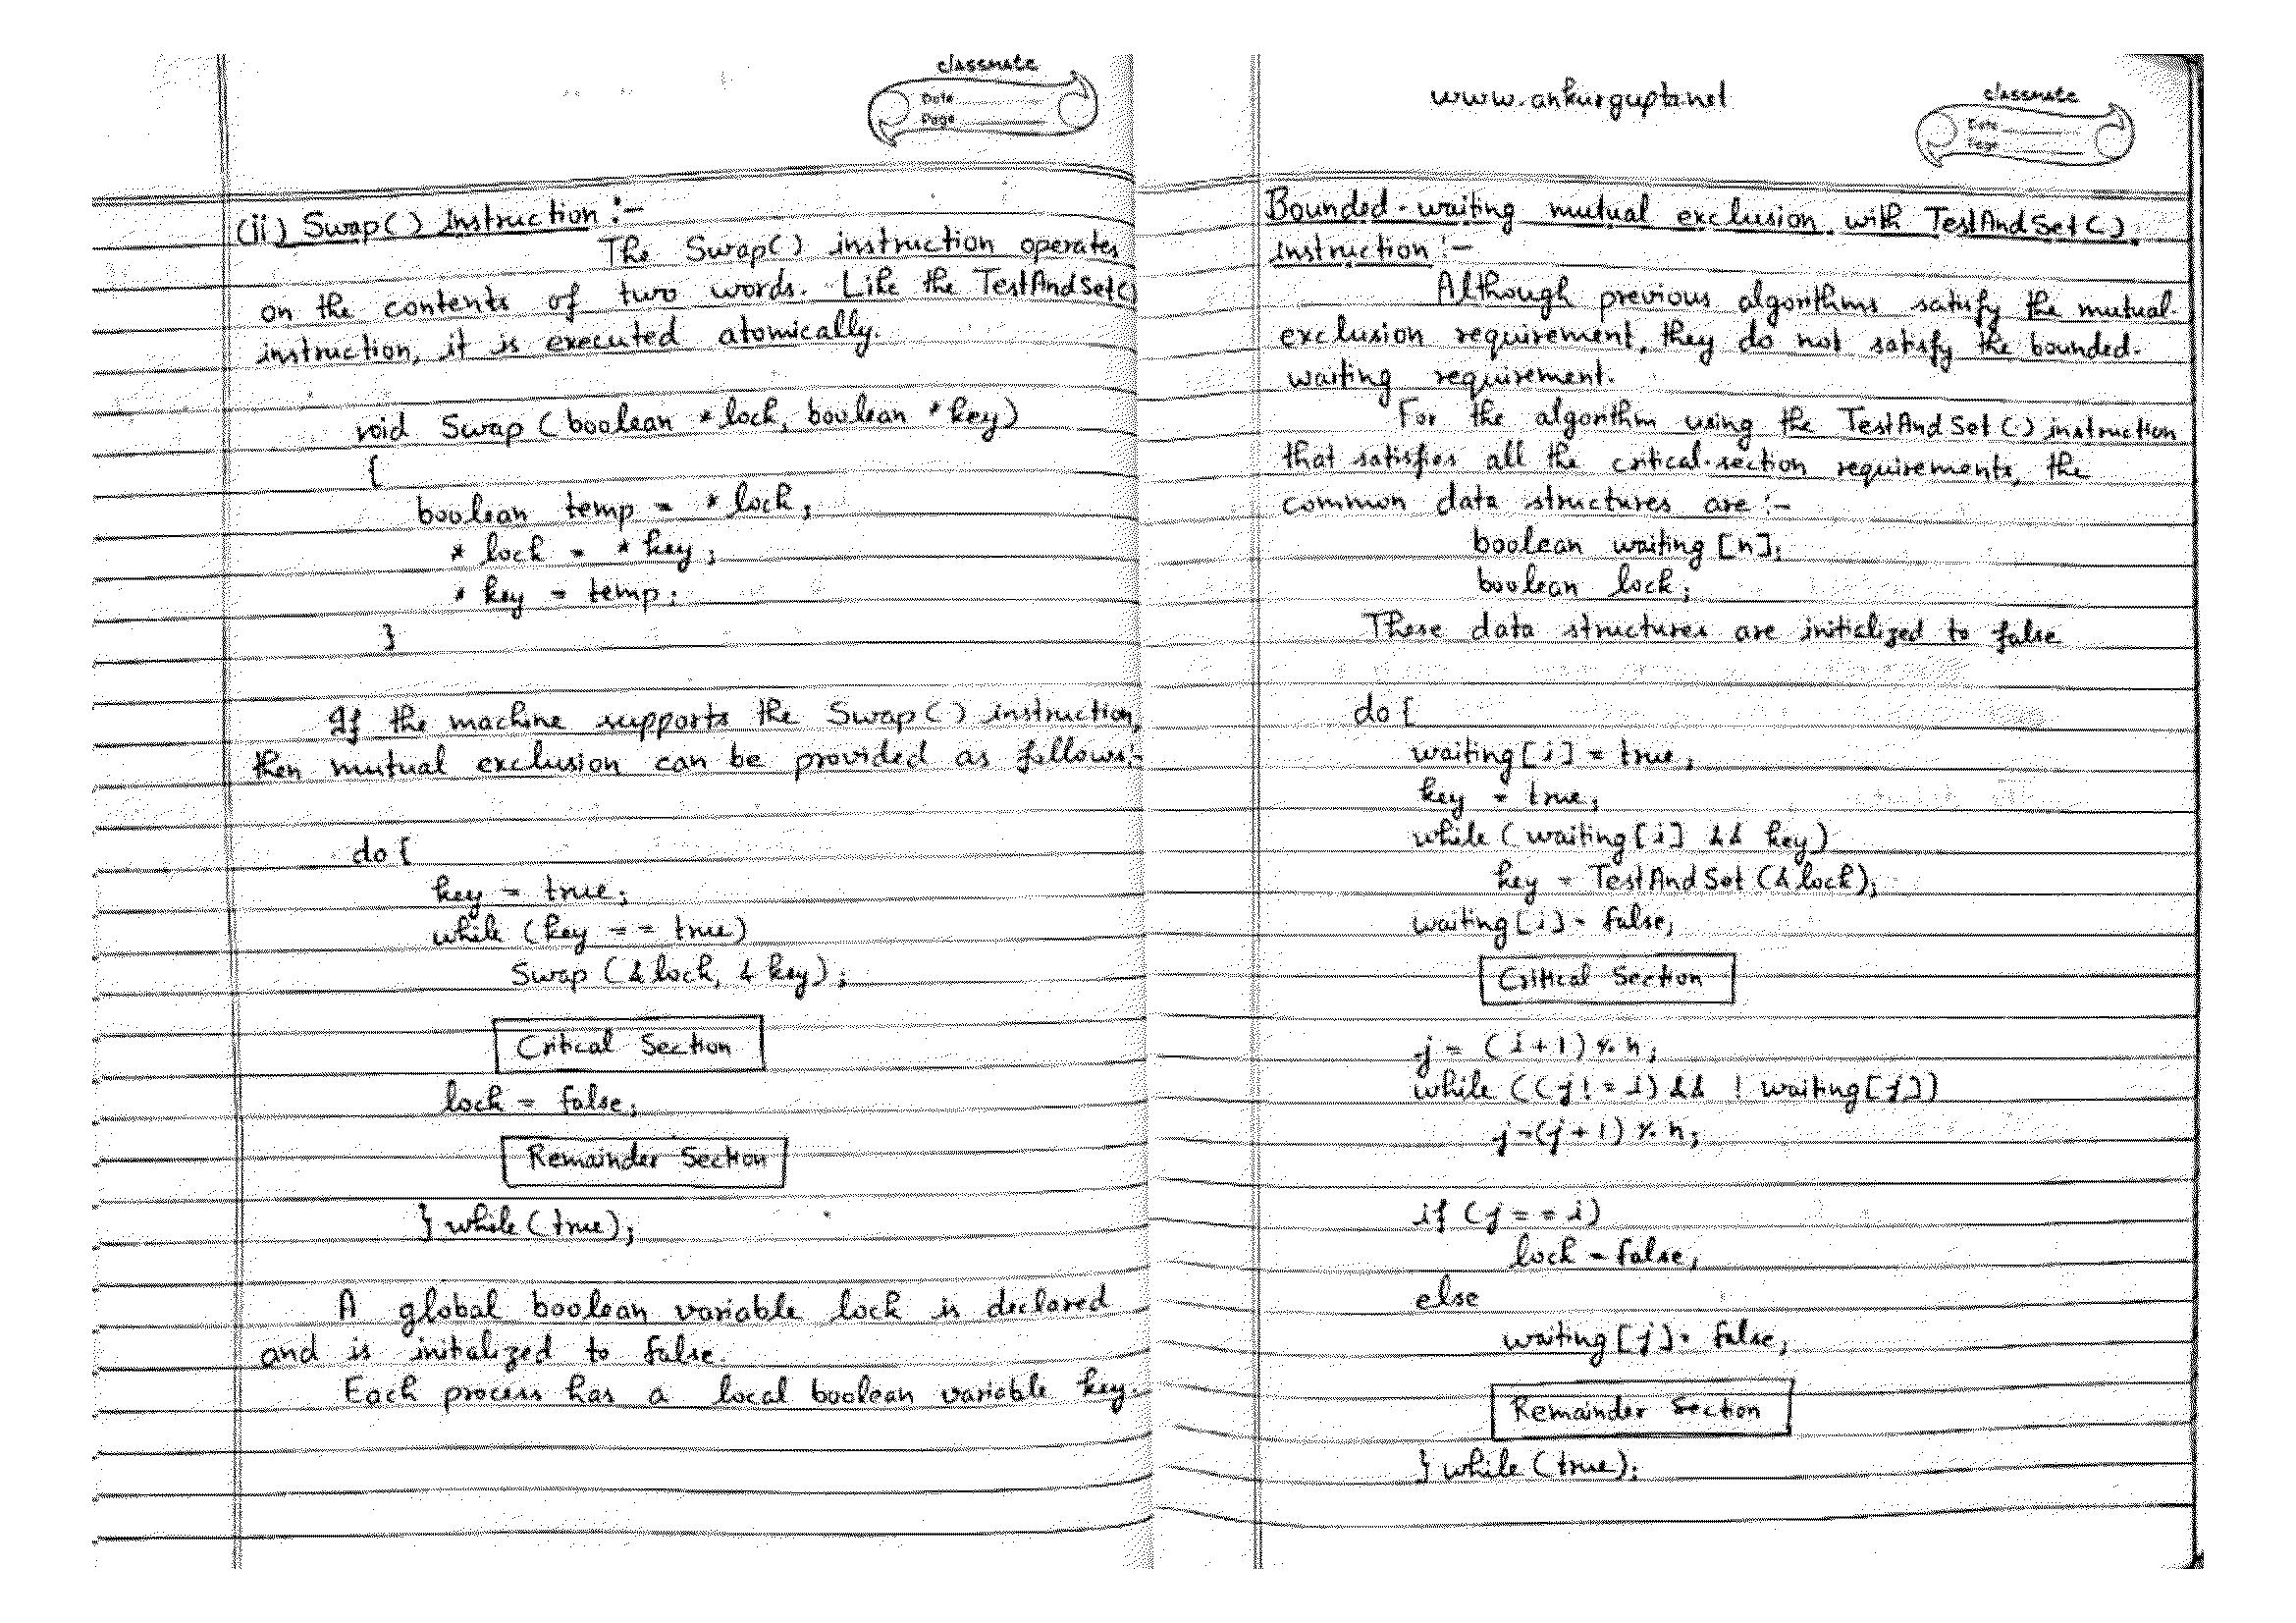 classmate
Date
Page
(ii) Swap() Instruction :-
The Swap() instruction operates
on the contents of two words. Like the TestAndSet()
instruction, it is executed atomically.
void Swap (boolean *lock, boolean *key)
{
boolean temp = *lock;
* lock = *key;
* key = temp;
}
If the machine supports the Swap() instruction,
then mutual exclusion can be provided as follows:-
do {
key = true;
while (key == true)
Swap (&lock, &key);
Critical Section
lock = false;
Remainder Section
} while (true);
A global boolean variable lock is declared
and is initalized to false.
Each process has a local boolean variable key.
www.ankurgupta.net
classmate
Date
Page
Bounded-waiting mutual exclusion with TestAndSet()
instruction :-
Although previous algorithms satisfy the mutual-
exclusion requirement, they do not satisfy the bounded-
waiting requirement.
For the algorithm using the TestAndSet() instruction
that satisfies all the critical-section requirements, the
common data structures are :-
boolean waiting [n];
boolean lock;
These data structures are initialized to false
do {
waiting[i] = true;
key = true;
while (waiting[i] && key)
key = TestAndSet (&lock);
waiting[i] = false;
Critical Section
j = (i+1) % n;
while ((j != i) && ! waiting[j])
j = (j+1) % n;
if (j == i)
lock = false;
else
waiting[j] = false;
Remainder Section
} while (true);